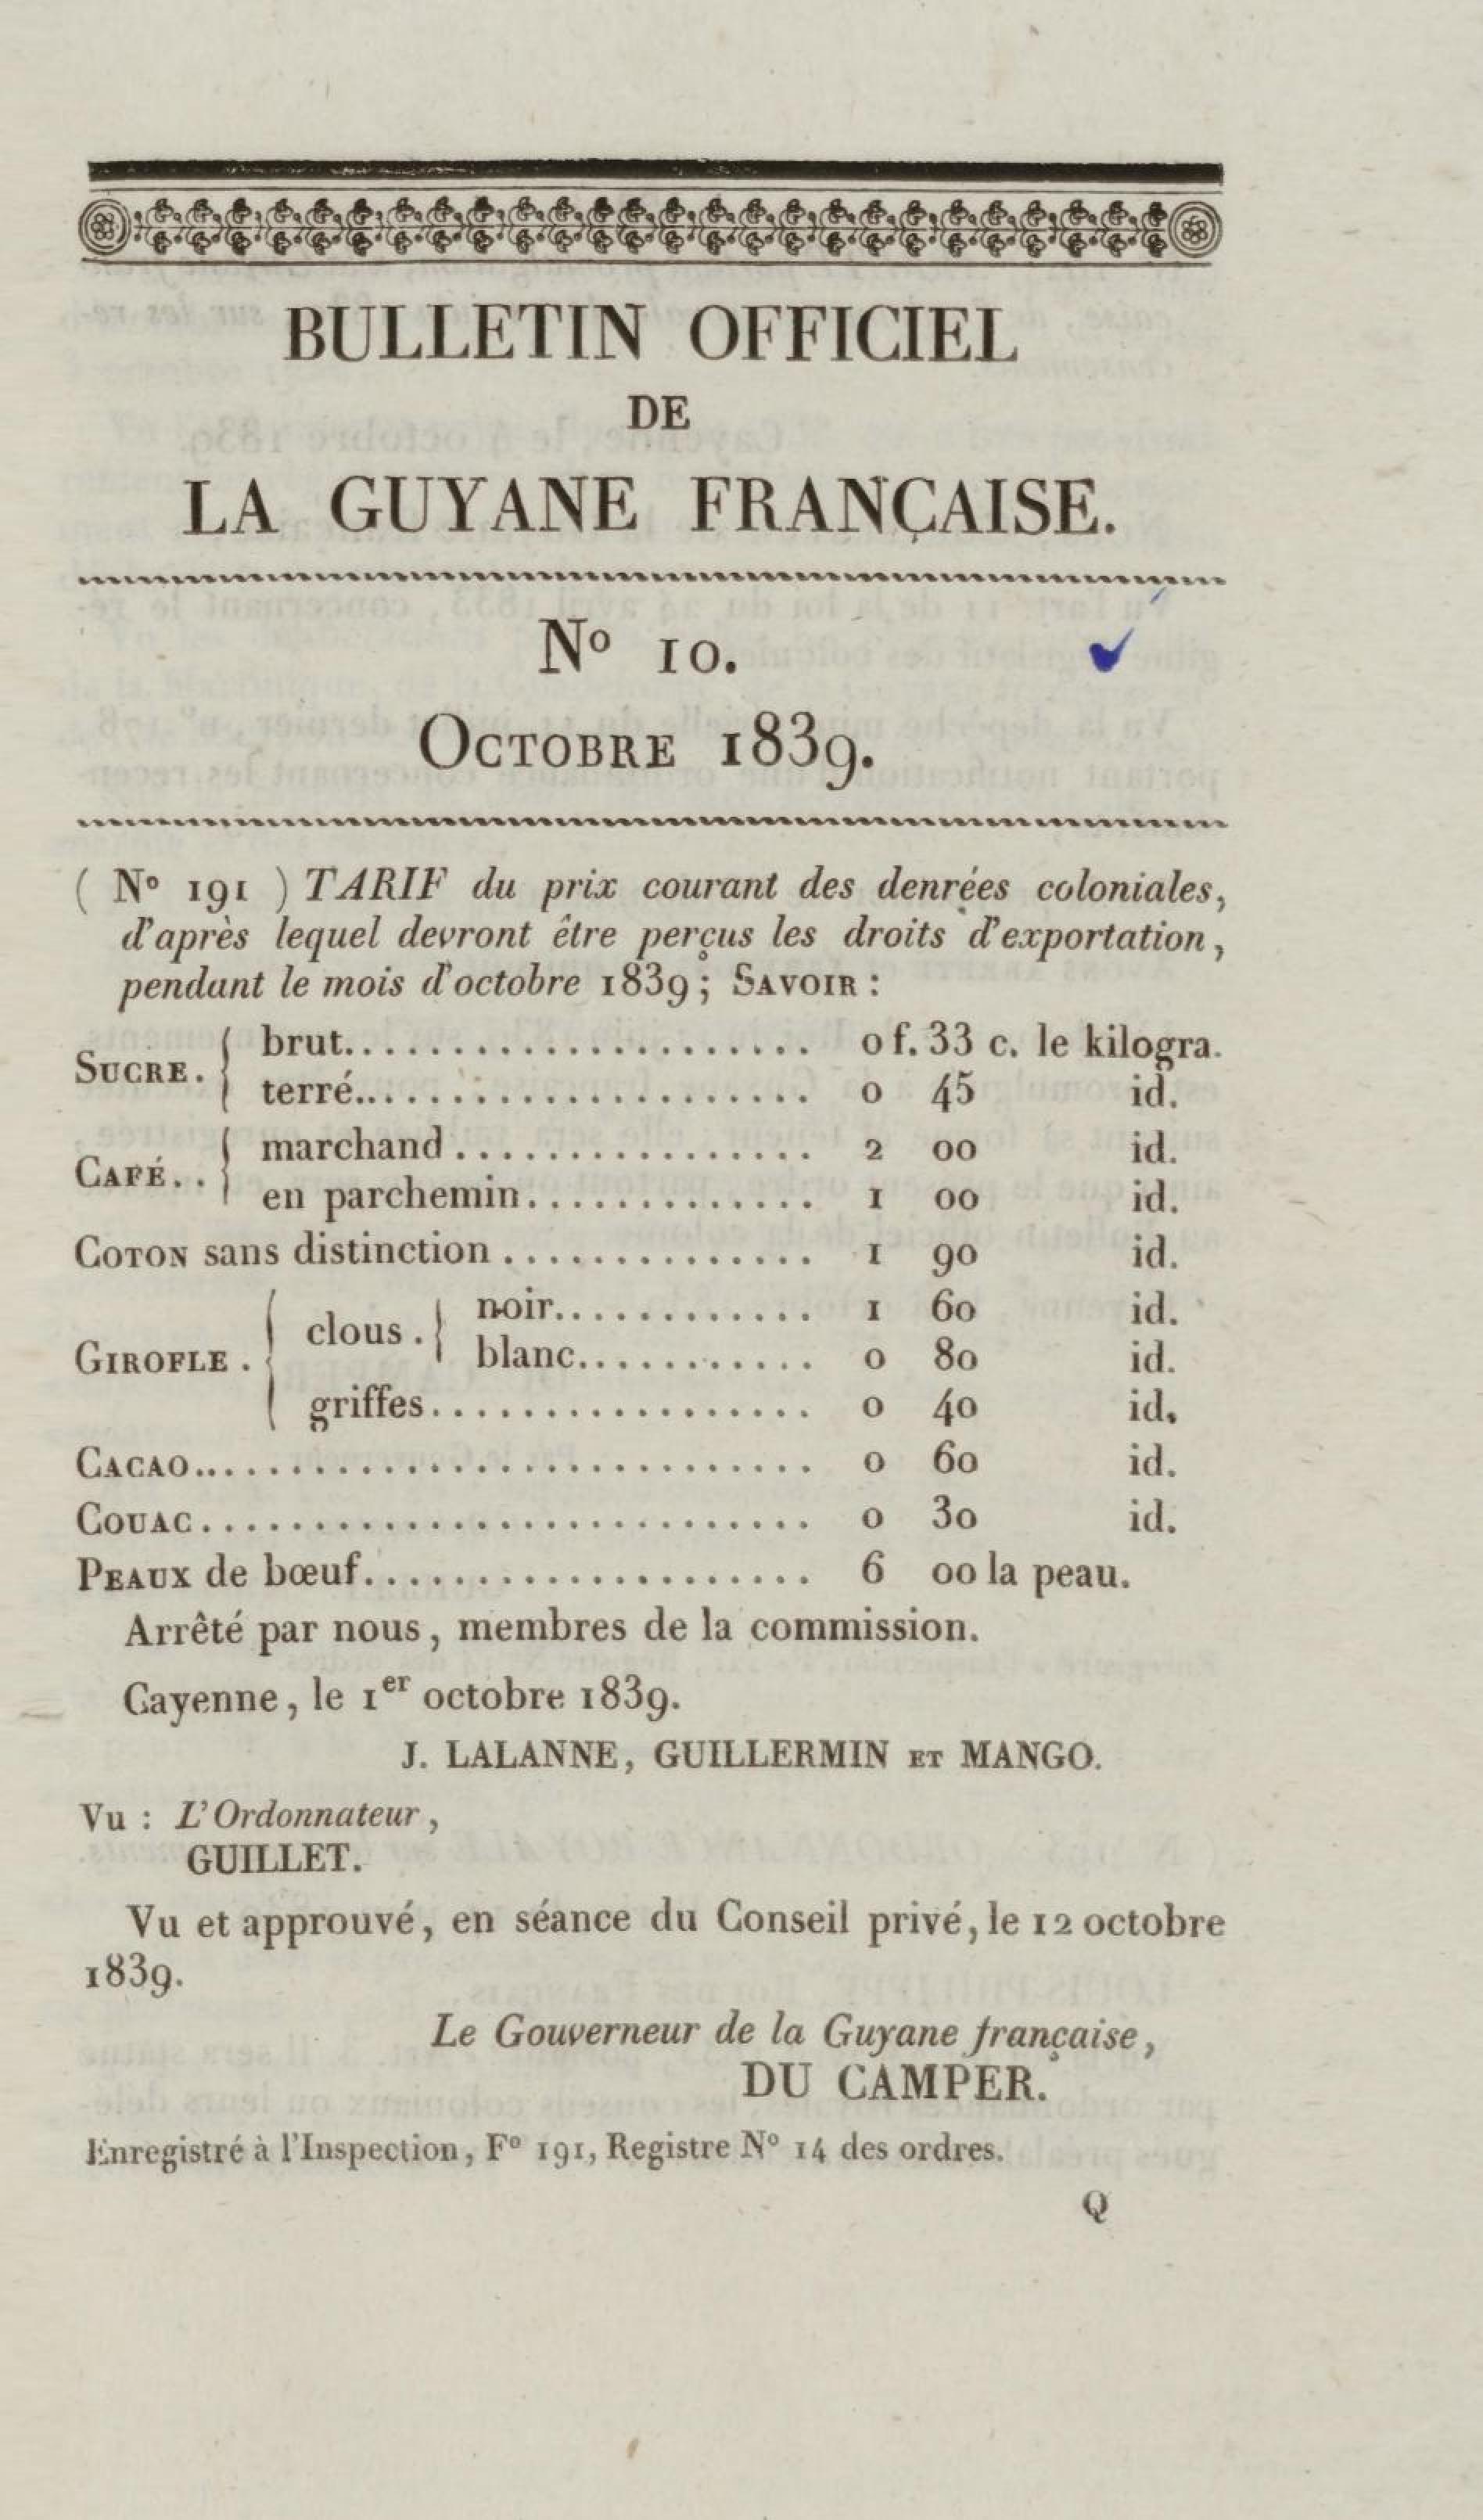 BULLETIN OFFICIEL
DE
LA GUYANE FRANÇAISE.
Nº 10.
OCTOBRE 1839.
( Nº 191 ) TARIF du prix courant des denrées coloniales,
d'après lequel devront être perçus les droits d'exportation,
pendant le mois d'octobre 1839; SAVOIR :
SUCRE. { brut...................... 0 f. 33 c. le kilogra.
terré...................... 0 45 id.
CAFÉ.. { marchand ................. 2 00 id.
en parchemin.............. 1 00 id.
COTON sans distinction ............... 1 90 id.
GIROFLE . { clous . { noir............. 1 60 id.
blanc............ 0 80 id.
griffes.................. 0 40 id.
CACAO.............................. 0 60 id.
COUAC............................. 0 30 id.
PEAUX de bœuf...................... 6 00 la peau.
Arrêté par nous, membres de la commission.
Cayenne, le 1er octobre 1839.
J. LALANNE, GUILLERMIN ET MANGO.
Vu : L'Ordonnateur,
GUILLET.
Vu et approuvé, en séance du Conseil privé, le 12 octobre
1839.
Le Gouverneur de la Guyane française,
DU CAMPER.
Enregistré à l'Inspection, Fº 191, Registre Nº 14 des ordres.
Q